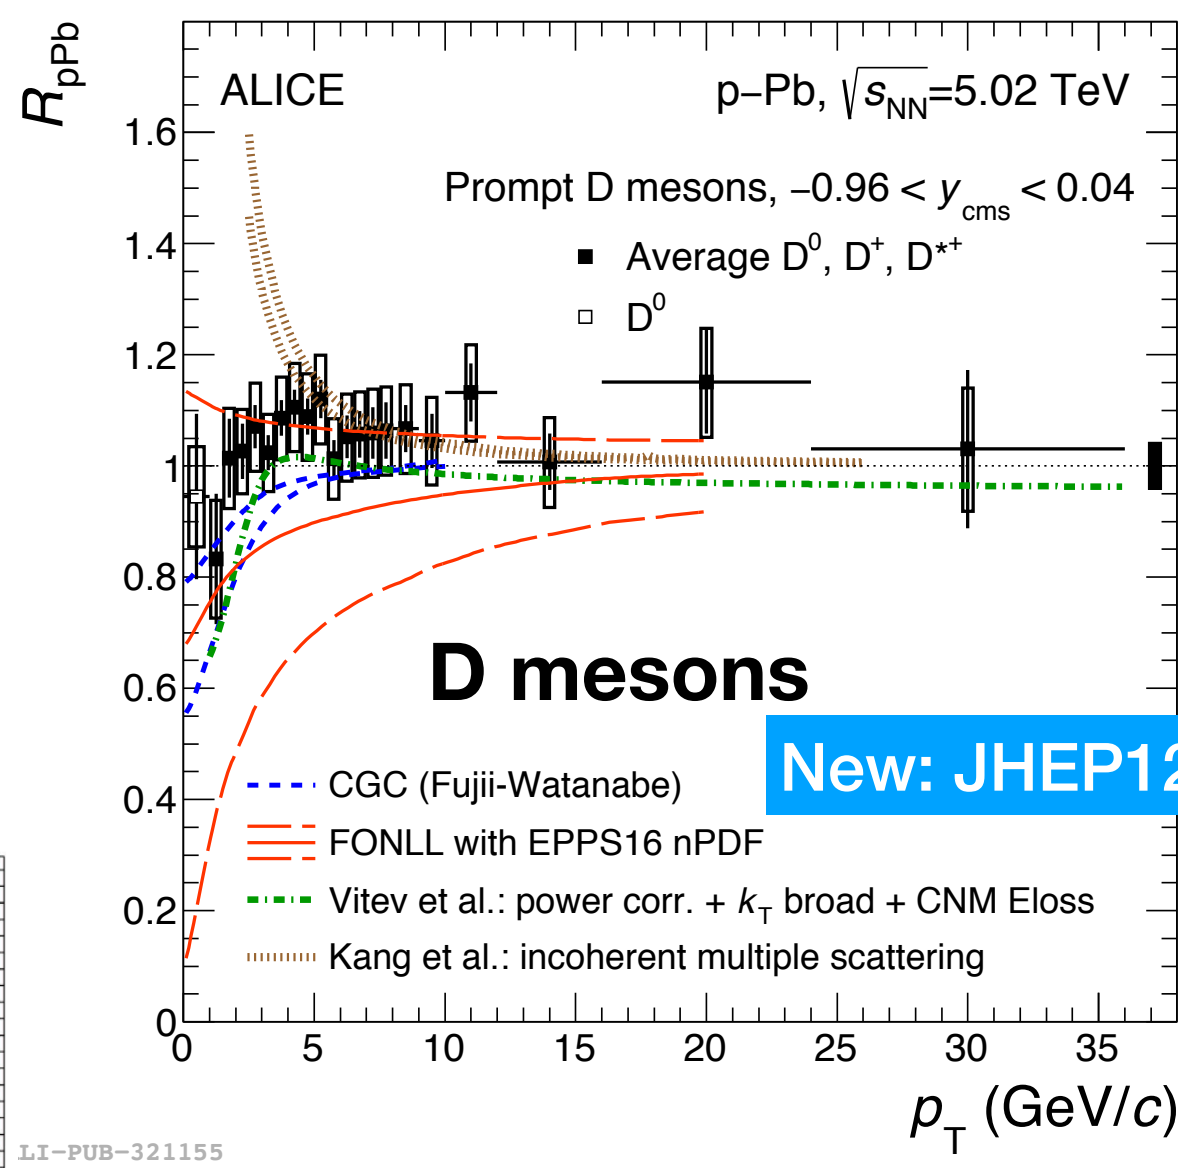 R_pPb
ALICE
p–Pb, √s_NN=5.02 TeV
Prompt D mesons, –0.96 < y_cms < 0.04
Average D⁰, D⁺, D*⁺
D⁰
1.6
1.4
1.2
1
0.8
0.6
0.4
0.2
0
D mesons
New: JHEP12
CGC (Fujii-Watanabe)
FONLL with EPPS16 nPDF
Vitev et al.: power corr. + k_T broad + CNM Eloss
Kang et al.: incoherent multiple scattering
0 5 10 15 20 25 30 35
p_T (GeV/c)
LI-PUB-321155